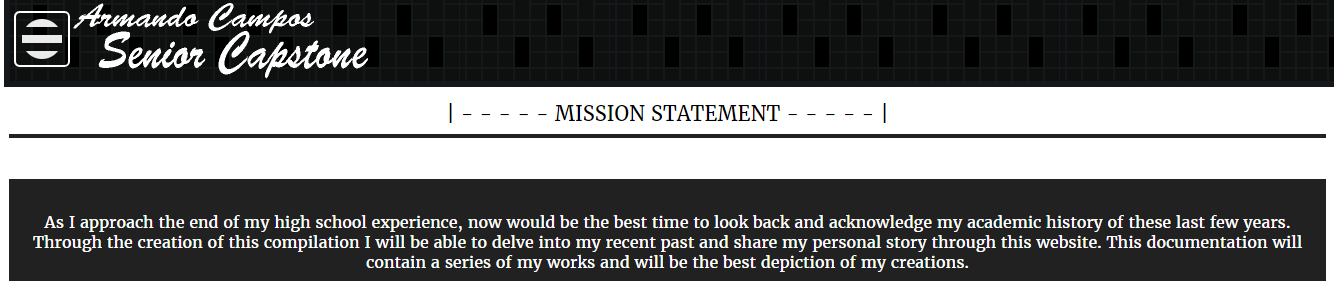 Armando Campos
Senior Capstone
| - - - - - MISSION STATEMENT - - - - - |
As I approach the end of my high school experience, now would be the best time to look back and acknowledge my academic history of these last few years.
Through the creation of this compilation I will be able to delve into my recent past and share my personal story through this website. This documentation will
contain a series of my works and will be the best depiction of my creations.